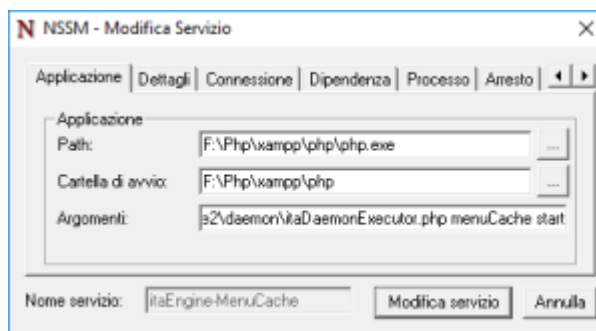 NSSM - Modifica Servizio
Applicazione Dettagli Connessione Dipendenza Processo Arresto
Applicazione
Path: F:\Php\xampp\php\php.exe ...
Cartella di avvio: F:\Php\xampp\php ...
Argomenti: e2\daemon\itaDaemonExecutor.php menuCache start
Nome servizio: itaEngine-MenuCache Modifica servizio Annulla